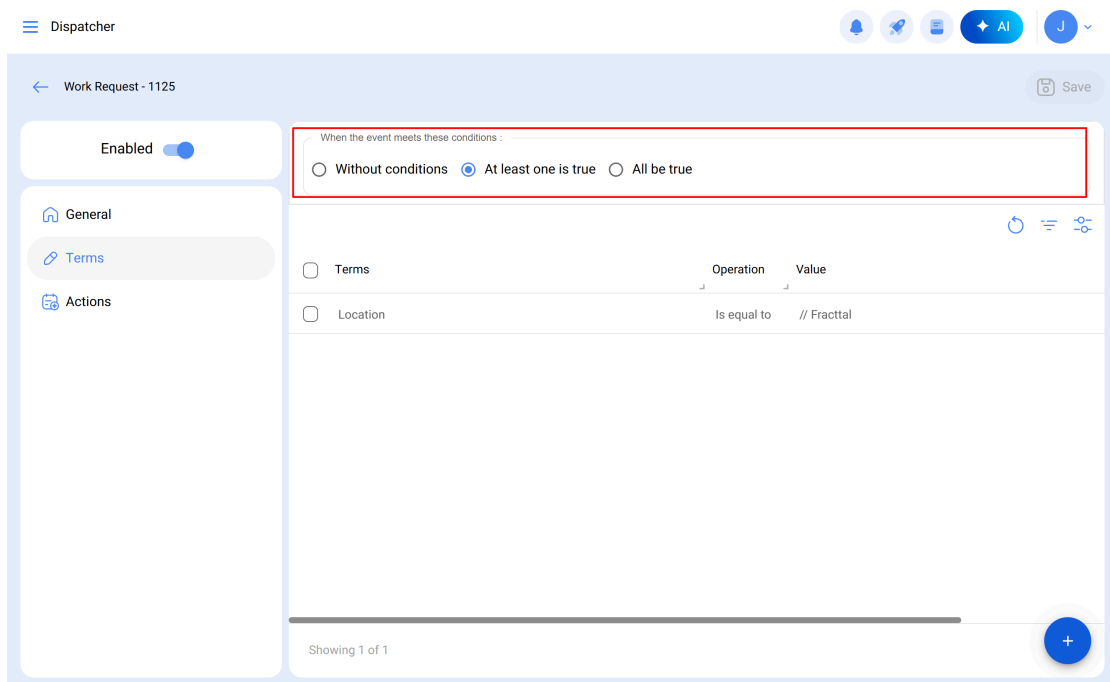 Dispatcher
AI
J
Work Request - 1125
Save
Enabled
General
Terms
Actions
When the event meets these conditions :
Without conditions
At least one is true
All be true
Terms Operation Value
Location Is equal to // Fracttal
Showing 1 of 1
+